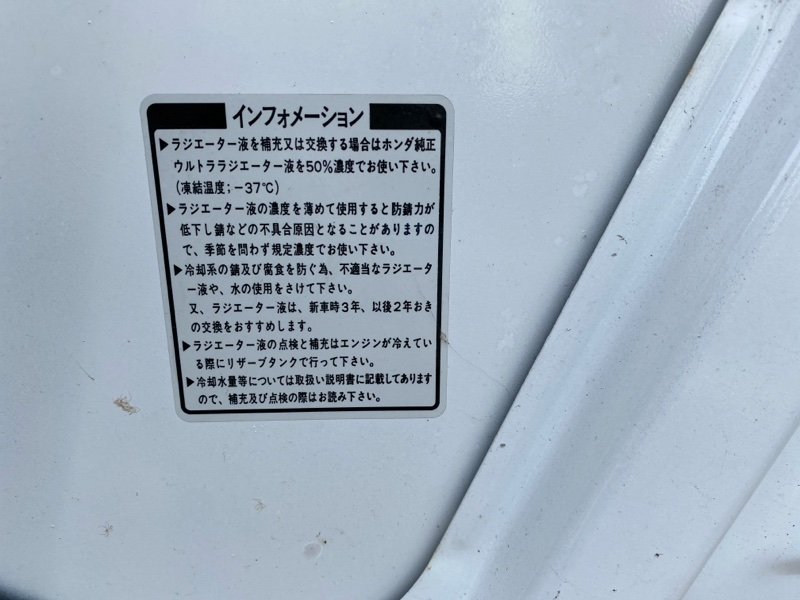 インフォメーション
▶ラジエーター液を補充又は交換する場合はホンダ純正
ウルトララジエーター液を50%濃度でお使い下さい。
(凍結温度;−37℃)
▶ラジエーター液の濃度を薄めて使用すると防錆力が
低下し錆などの不具合原因となることがありますの
で、季節を問わず規定濃度でお使い下さい。
▶冷却系の錆及び腐食を防ぐ為、不適当なラジエータ
ー液や、水の使用をさけて下さい。
又、ラジエーター液は、新車時3年、以後2年おき
の交換をおすすめします。
▶ラジエーター液の点検と補充はエンジンが冷えてい
る際にリザーブタンクで行って下さい。
▶冷却水量等については取扱い説明書に記載してあります
ので、補充及び点検の際はお読み下さい。